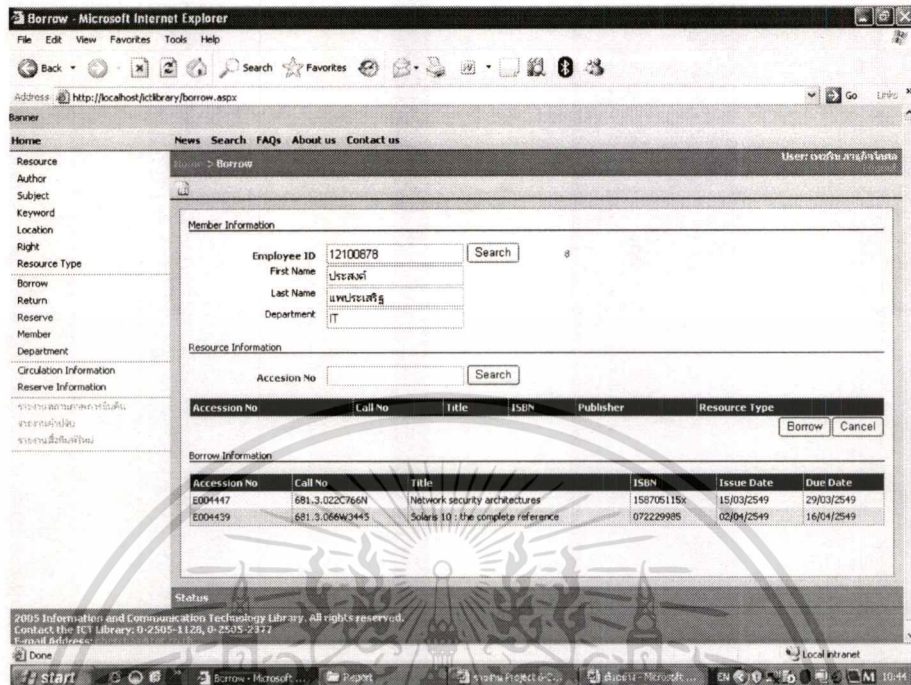 Borrow - Microsoft Internet Explorer
File Edit View Favorites Tools Help
Back Search Favorites
Address http://localhost/ictlibrary/borrow.aspx Go Links
Banner
Home News Search FAQs About us Contact us
Home > Borrow User:
Resource
Author
Subject
Keyword
Location
Right
Resource Type
Borrow
Return
Reserve
Member
Department
Circulation Information
Reserve Information
Member Information
Employee ID 12100878 Search 8
First Name ประสงค์
Last Name แพประเสริฐ
Department IT
Resource Information
Accesion No Search
Accession No Call No Title ISBN Publisher Resource Type
Borrow Cancel
Borrow Information
Accession No Call No Title ISBN Issue Date Due Date
E004447 681.3.022C766N Network security architectures 158705115x 15/03/2549 29/03/2549
E004439 681.3.066W3445 Solaris 10 : the complete reference 072229985 02/04/2549 16/04/2549
Status
2005 Information and Communication Technology Library. All rights reserved.
Contact the ICT Library: 0-2505-1128, 0-2505-2377
E-mail Address:
Done Local intranet
start Borrow - Microsoft ... Report EN 10:44